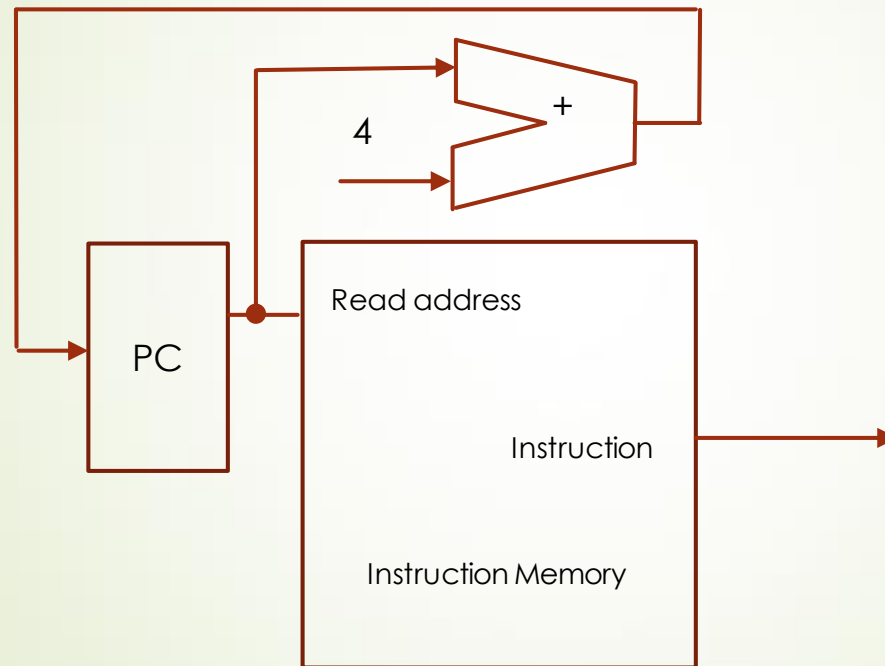 +
4
Read address
PC
Instruction
Instruction Memory